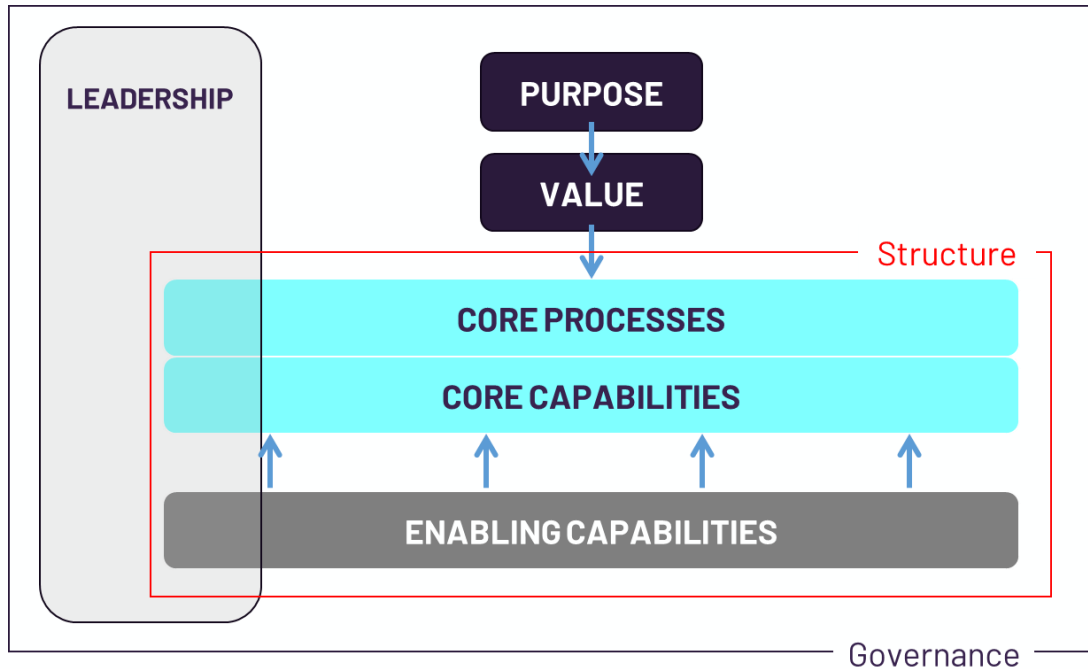 LEADERSHIP
PURPOSE
VALUE
Structure
CORE PROCESSES
CORE CAPABILITIES
ENABLING CAPABILITIES
Governance